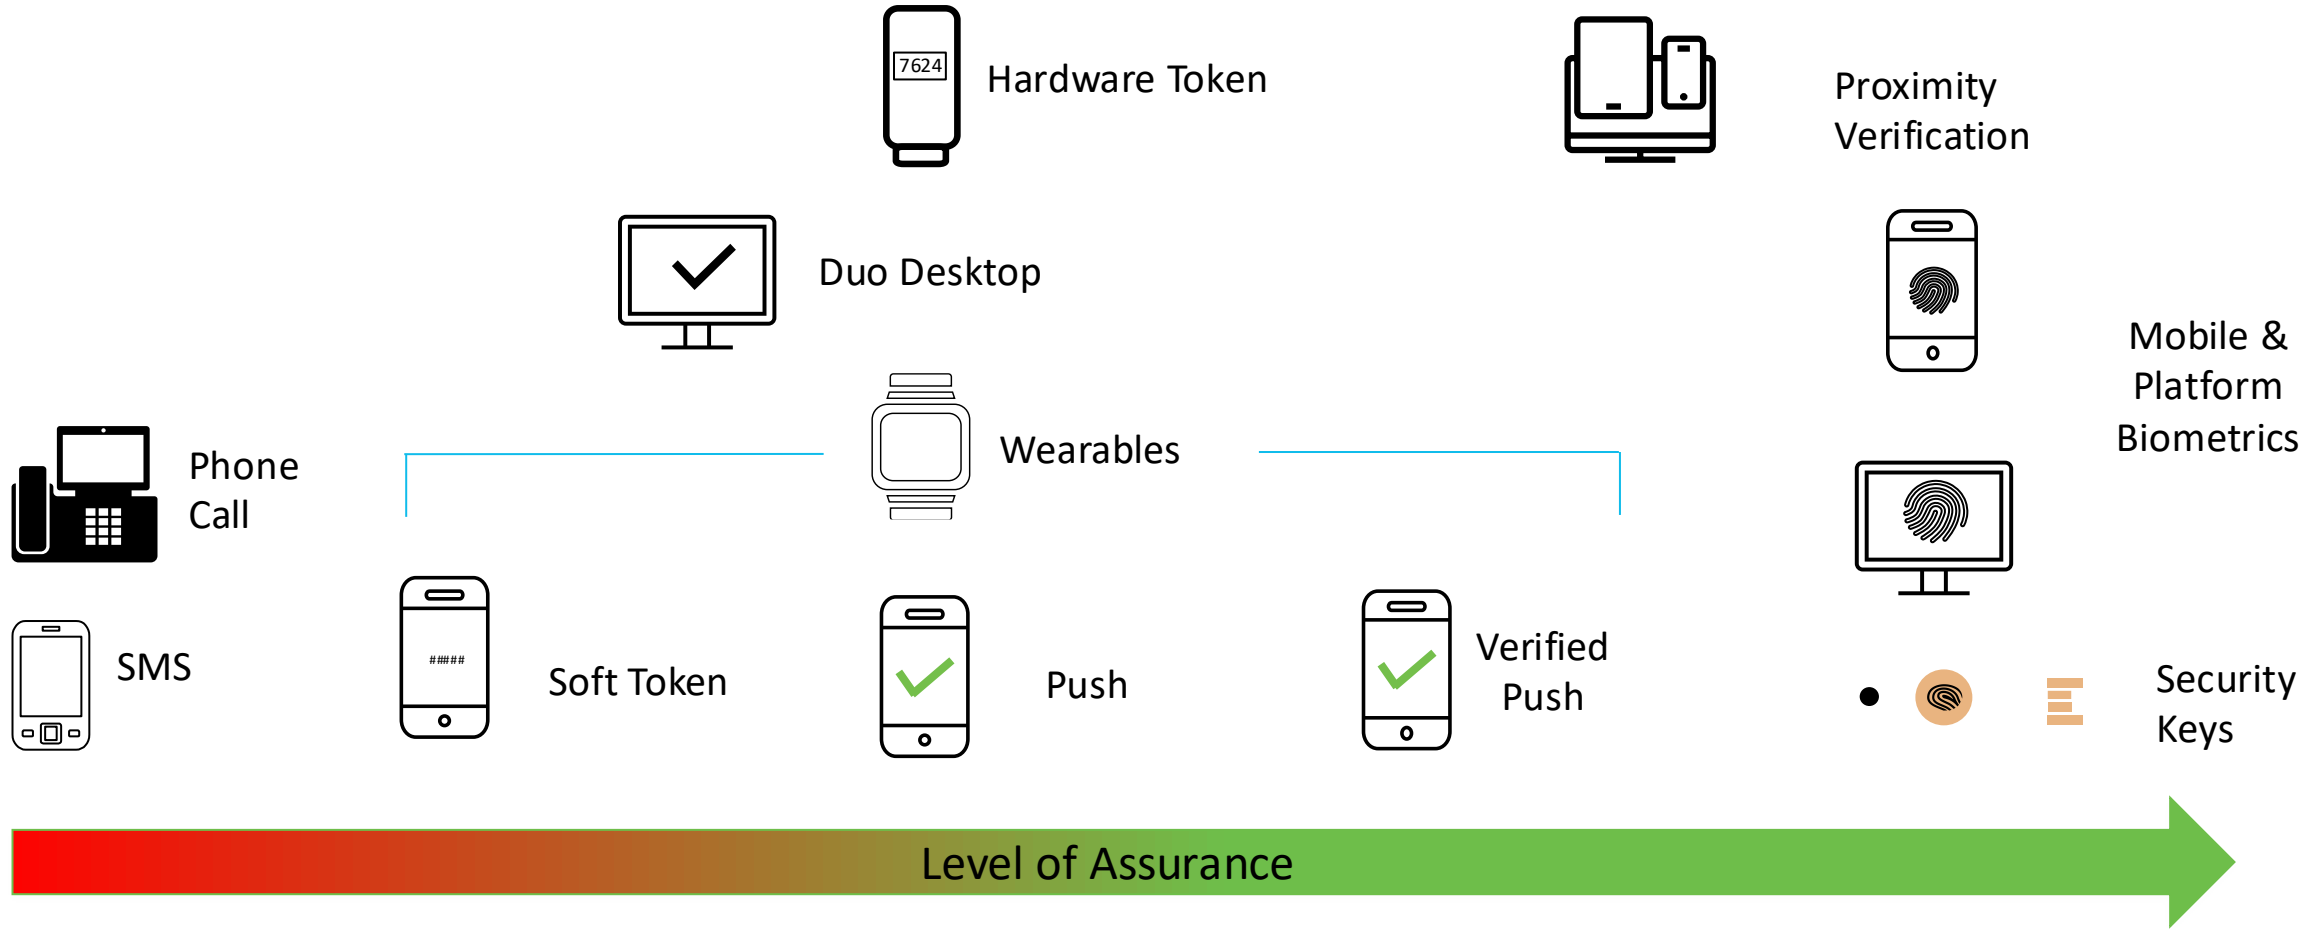 7624
Hardware Token
Proximity
Verification
Duo Desktop
Mobile &
Platform
Biometrics
Wearables
Phone
Call
SMS
#####
Soft Token
Push
Verified
Push
Security
Keys
Level of Assurance